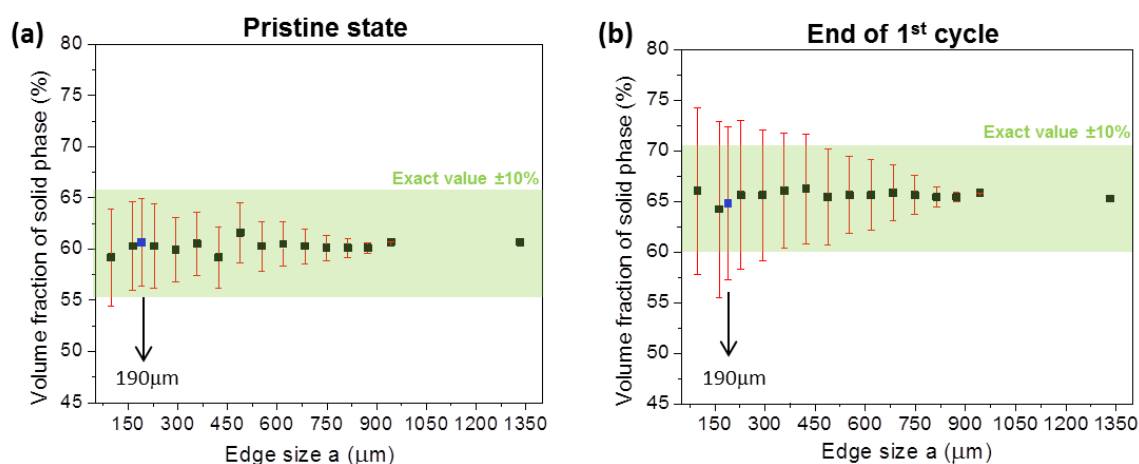 (a)
Pristine state
Volume fraction of solid phase (%)
80
75
70
65
60
55
50
45
Exact value ±10%
190μm
150 300 450 600 750 900 1050 1200 1350
Edge size a (μm)
(b)
End of 1st cycle
Volume fraction of solid phase (%)
80
75
70
65
60
55
50
45
Exact value ±10%
190μm
150 300 450 600 750 900 1050 1200 1350
Edge size a (μm)